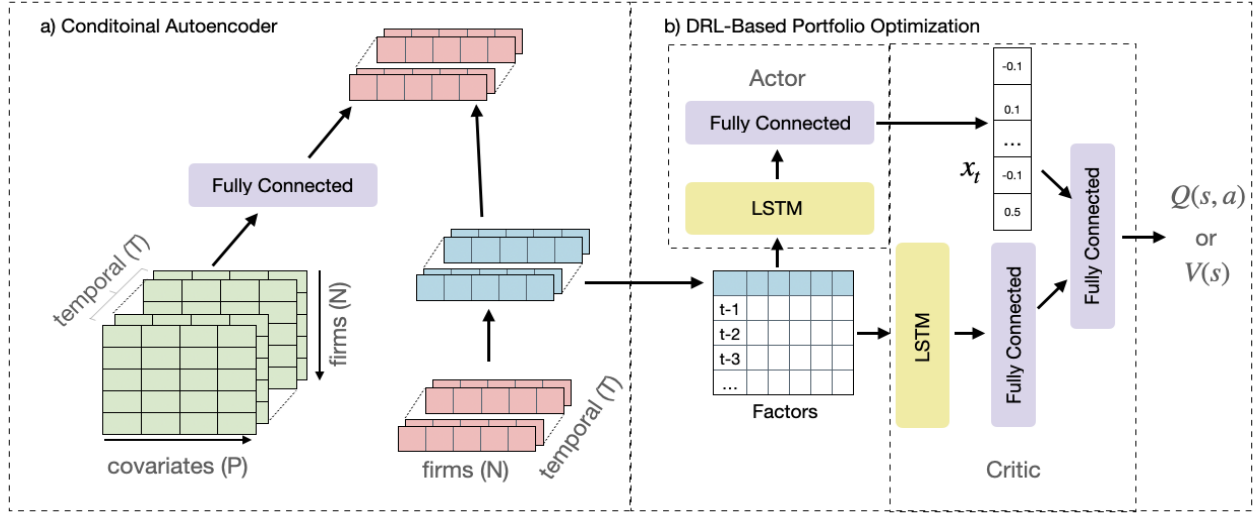 a) Conditoinal Autoencoder
Fully Connected
temporal (T)
firms (N)
covariates (P)
firms (N)
temporal (T)
b) DRL-Based Portfolio Optimization
Actor
Fully Connected
LSTM
t-1
t-2
t-3
...
Factors
-0.1
0.1
...
-0.1
0.5
x_t
LSTM
Fully Connected
Fully Connected
Critic
Q(s, a)
or
V(s)